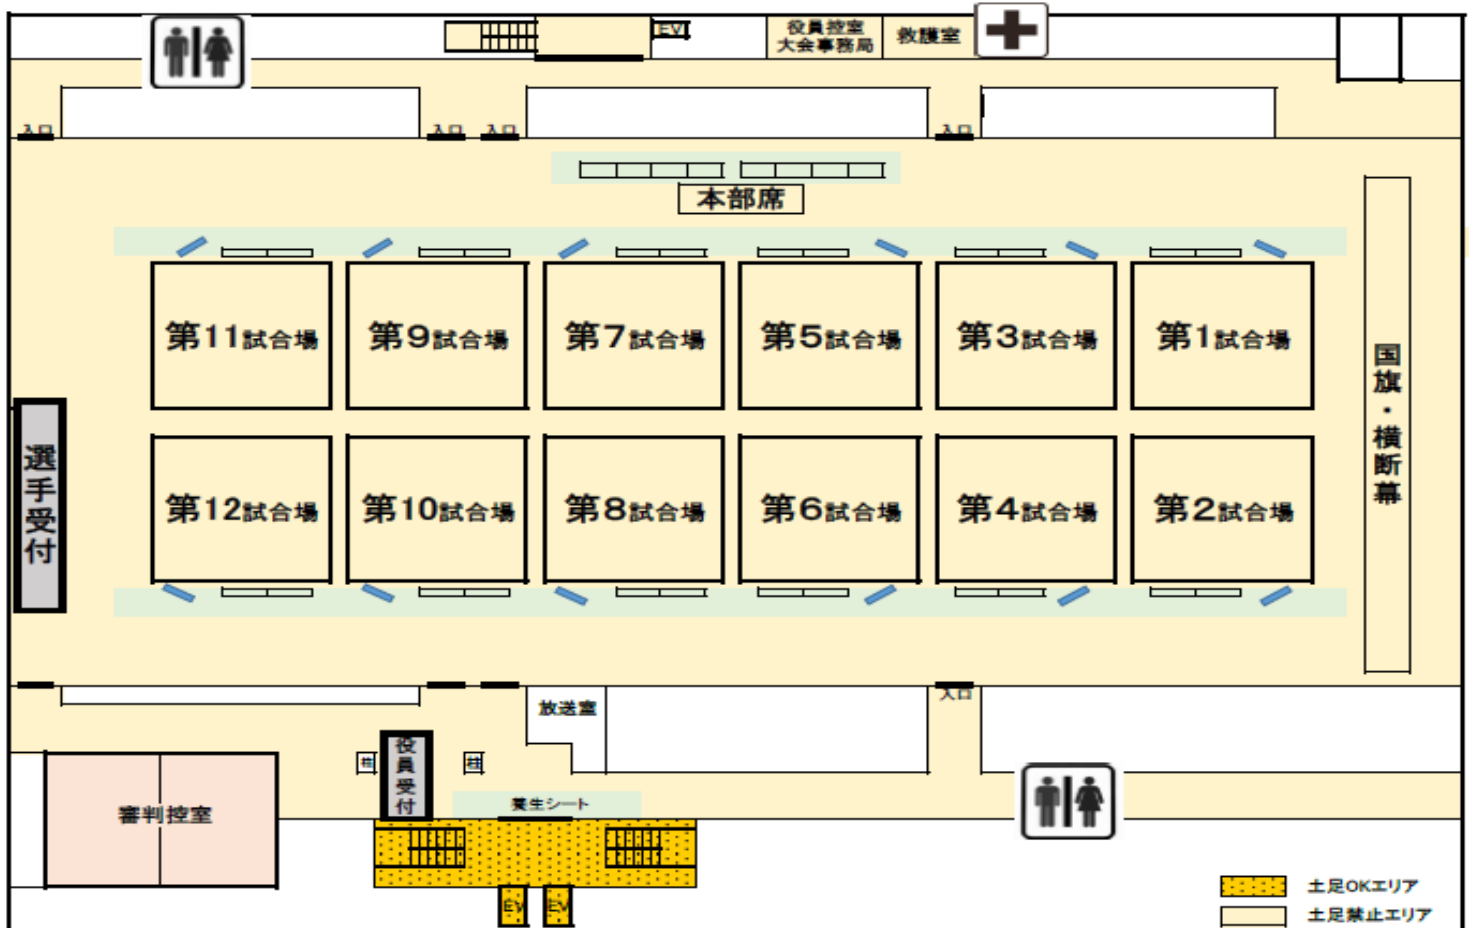 EV
役員控室
大会事務局
救護室
入口
入口
入口
入口
本部席
第11試合場
第9試合場
第7試合場
第5試合場
第3試合場
第1試合場
国旗・横断幕
選手受付
第12試合場
第10試合場
第8試合場
第6試合場
第4試合場
第2試合場
入口
放送室
柱
役員受付
柱
養生シート
審判控室
EV
EV
土足OKエリア
土足禁止エリア